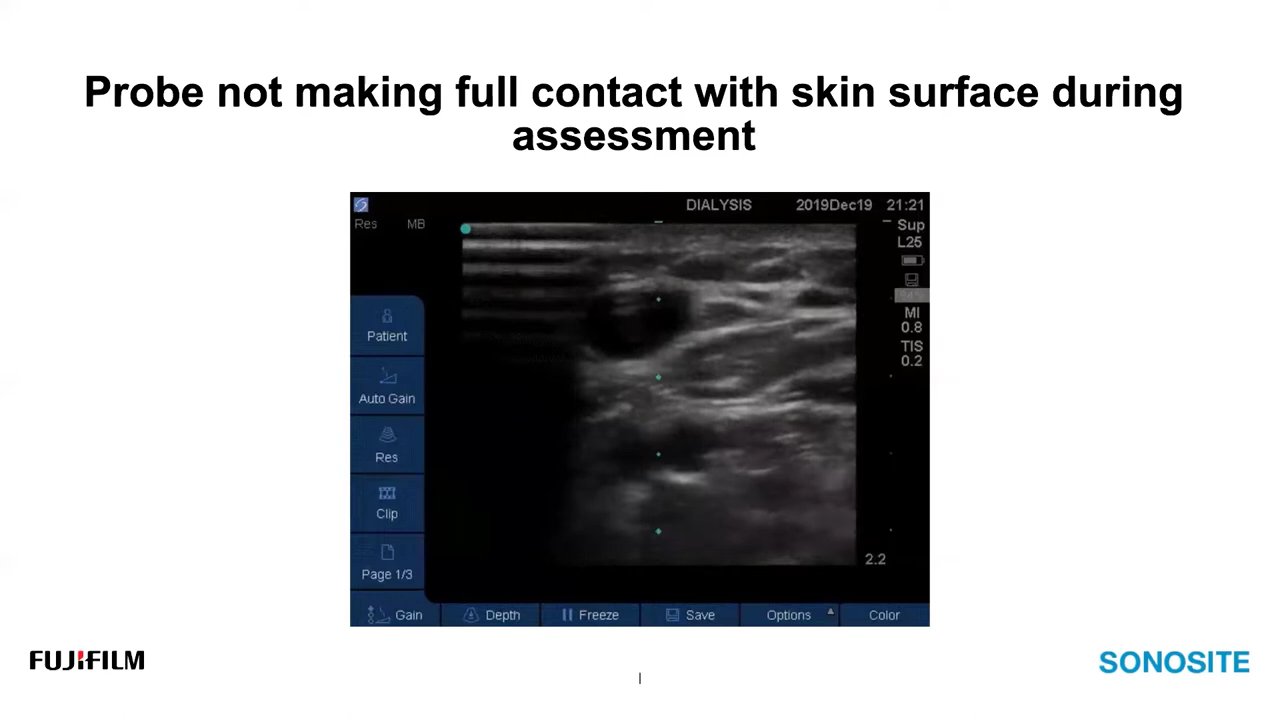 Probe not making full contact with skin surface during
assessment
DIALYSIS 2019Dec19 21:21
Res MB
Sup
L25
MI
0.8
TIS
0.2
Patient
Auto Gain
Res
Clip
Page 1/3
2.2
Gain Depth Freeze Save Options Color
FUJIFILM
SONOSITE